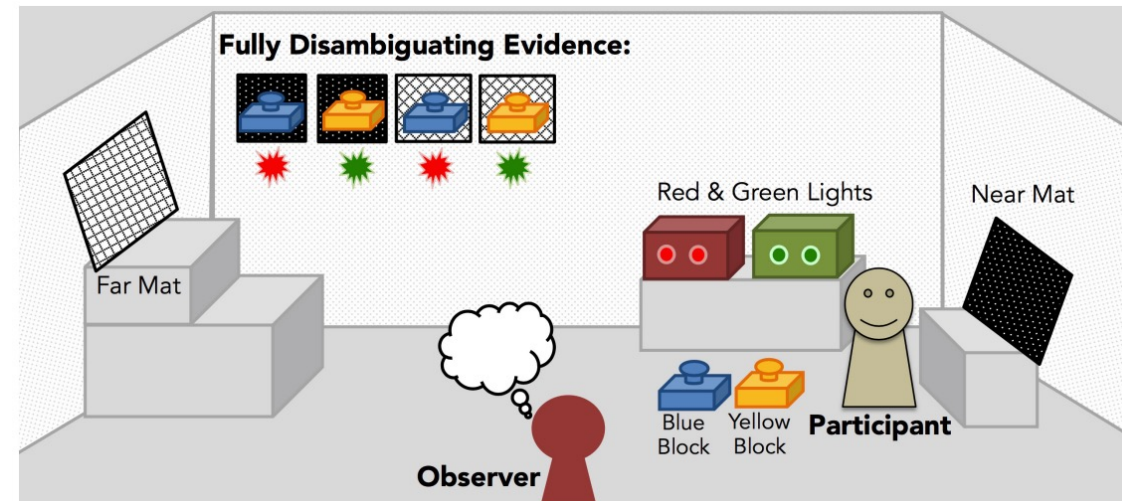 Fully Disambiguating Evidence:
Red & Green Lights
Near Mat
Far Mat
Blue
Block
Yellow
Block
Participant
Observer